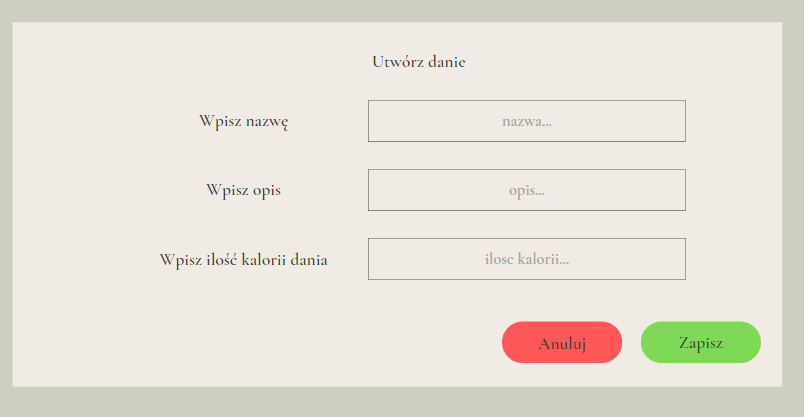 Utwórz danie
Wpisz nazwę
nazwa...
Wpisz opis
opis...
Wpisz ilość kalorii dania
ilosc kalorii...
Anuluj
Zapisz